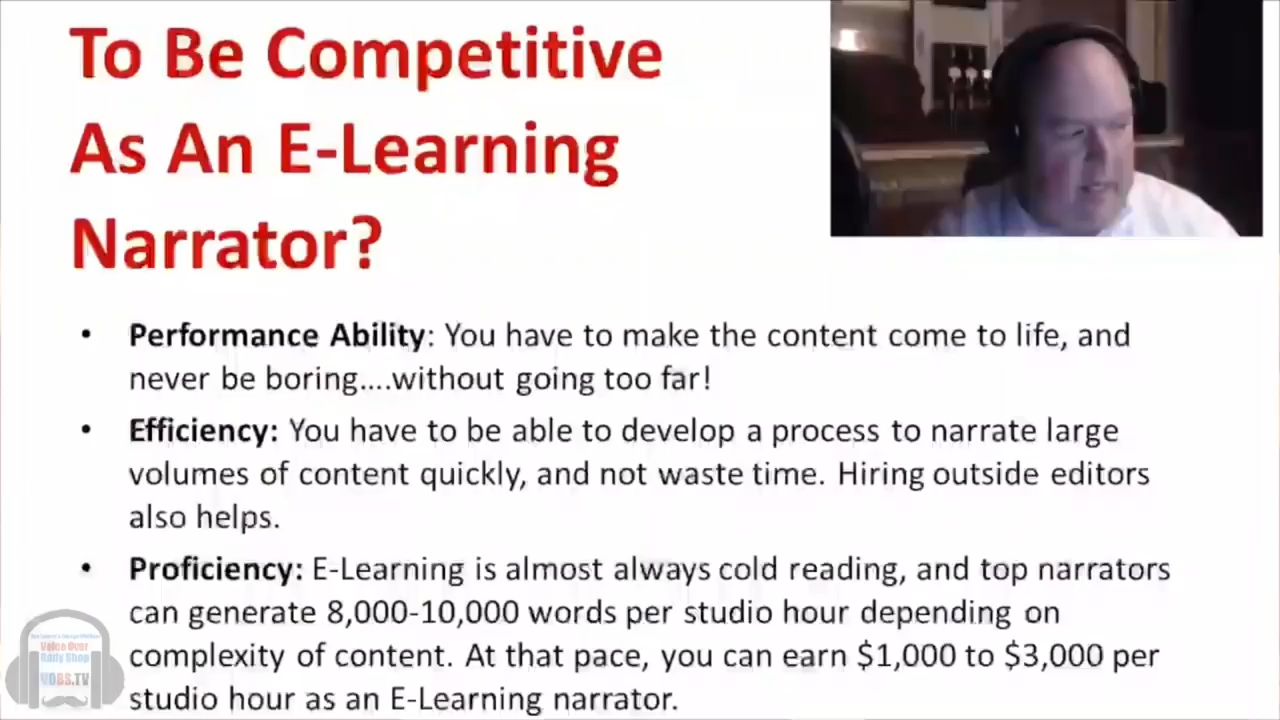 To Be Competitive
As An E-Learning
Narrator?
• Performance Ability: You have to make the content come to life, and
never be boring....without going too far!
• Efficiency: You have to be able to develop a process to narrate large
volumes of content quickly, and not waste time. Hiring outside editors
also helps.
• Proficiency: E-Learning is almost always cold reading, and top narrators
can generate 8,000-10,000 words per studio hour depending on
complexity of content. At that pace, you can earn $1,000 to $3,000 per
studio hour as an E-Learning narrator.
Voice Over
Body Shop
VOBS.TV